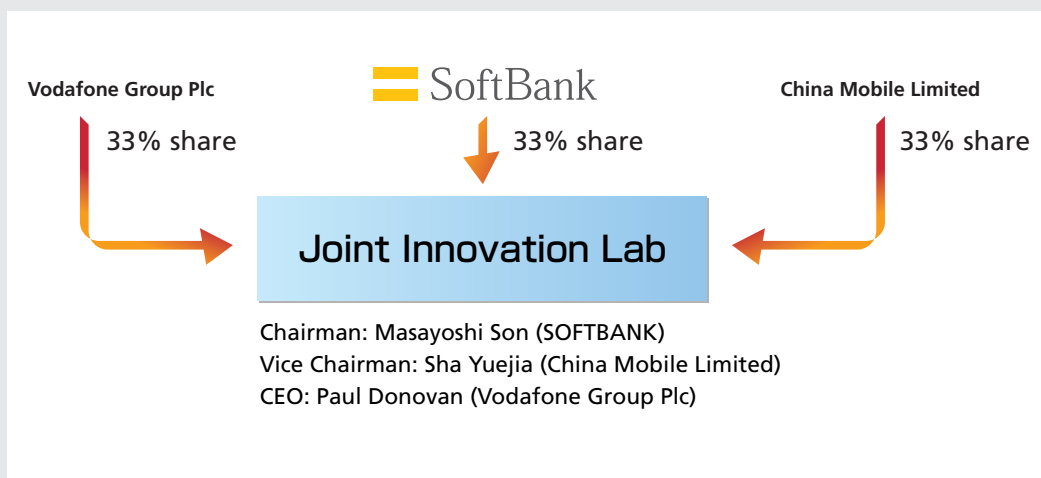 SoftBank
Vodafone Group Plc
China Mobile Limited
33% share
33% share
33% share
Joint Innovation Lab
Chairman: Masayoshi Son (SOFTBANK)
Vice Chairman: Sha Yuejia (China Mobile Limited)
CEO: Paul Donovan (Vodafone Group Plc)